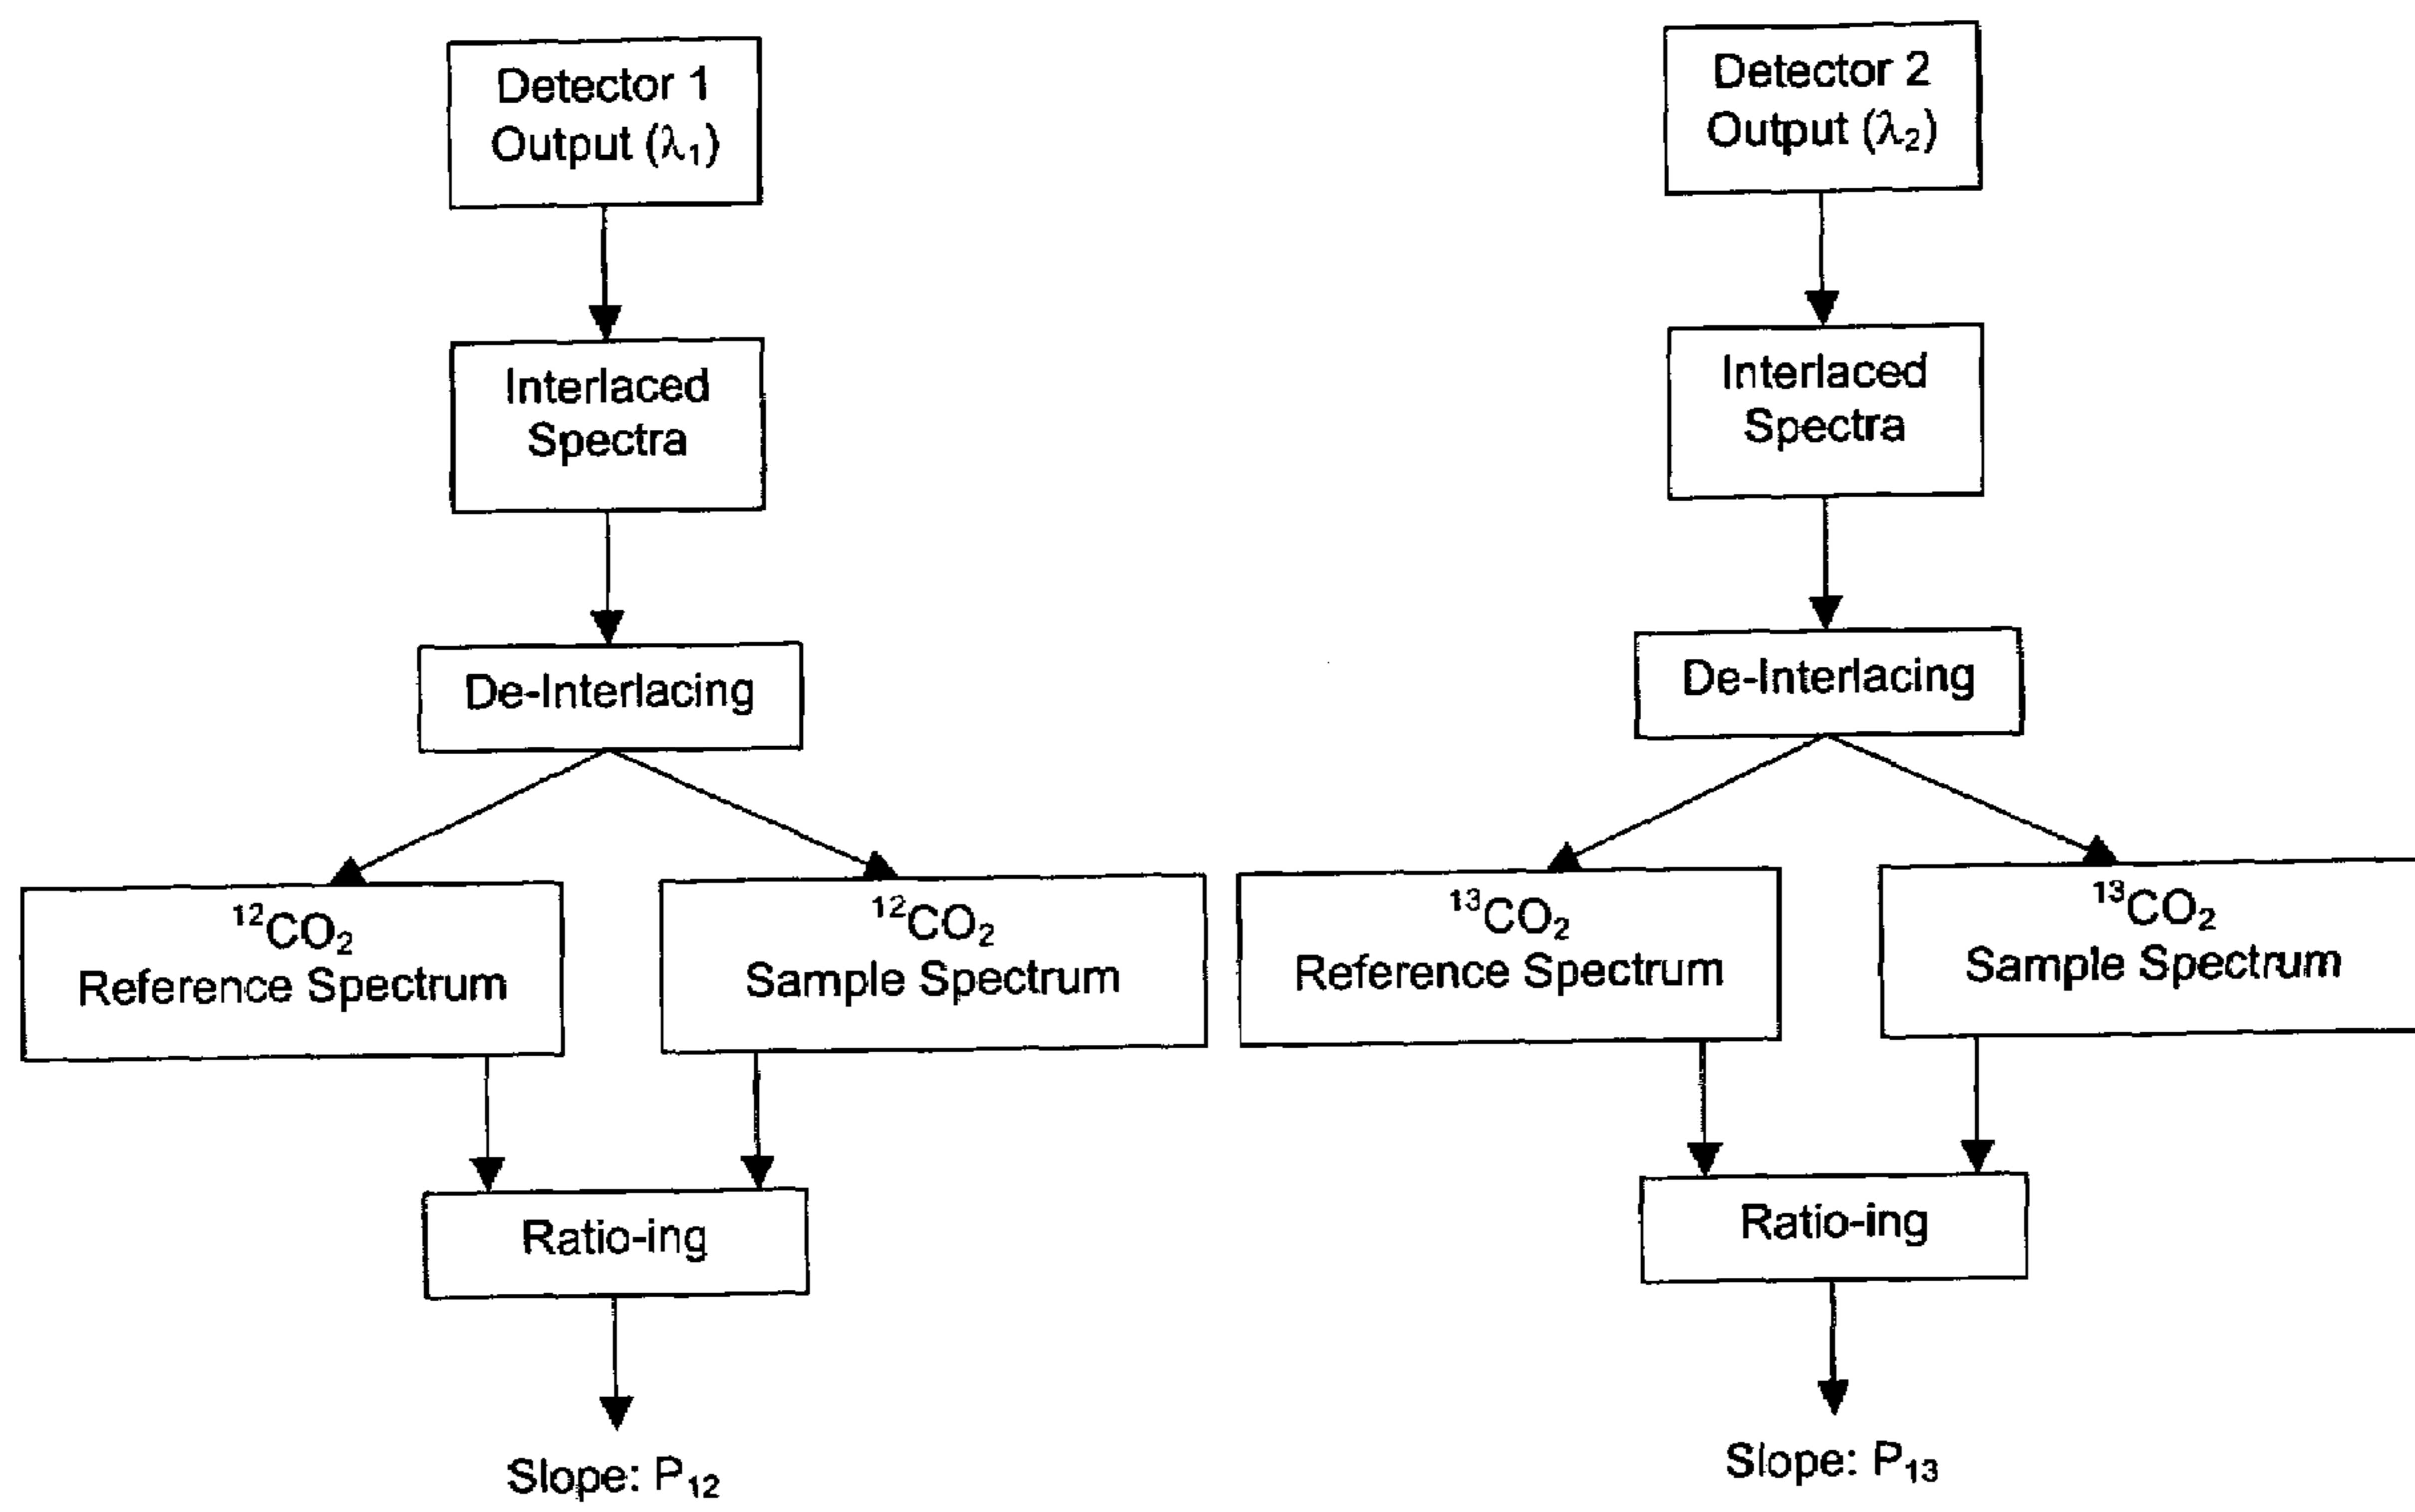 Detector 1
Output (λ₁)
Interlaced
Spectra
De-Interlacing
¹²CO₂
Reference Spectrum
¹²CO₂
Sample Spectrum
Ratio-ing
Slope: P₁₂
Detector 2
Output (λ₂)
Interlaced
Spectra
De-Interlacing
¹³CO₂
Reference Spectrum
¹³CO₂
Sample Spectrum
Ratio-ing
Slope: P₁₃